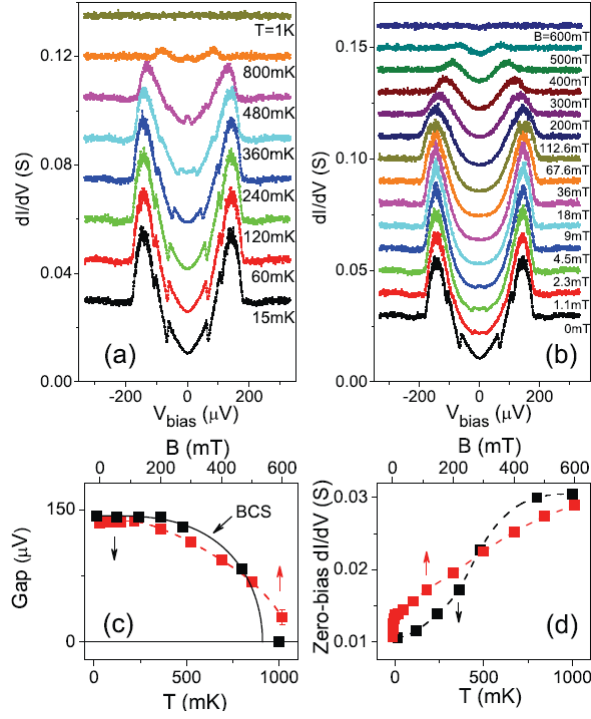 0.12
0.08
0.04
0.00
dI/dV (S)
T=1K
800mK
480mK
360mK
240mK
120mK
60mK
15mK
(a)
-200
0
200
V_bias (μV)
0.15
0.10
0.05
0.00
dI/dV (S)
B=600mT
500mT
400mT
300mT
200mT
112.6mT
67.6mT
36mT
18mT
9mT
4.5mT
2.3mT
1.1mT
0mT
(b)
-200
0
200
V_bias (μV)
B (mT)
0 200 400 600
150
0
Gap (μV)
BCS
(c)
0 500 1000
T (mK)
B (mT)
0 200 400 600
0.03
0.02
0.01
Zero-bias dI/dV (S)
(d)
0 500 1000
T (mK)